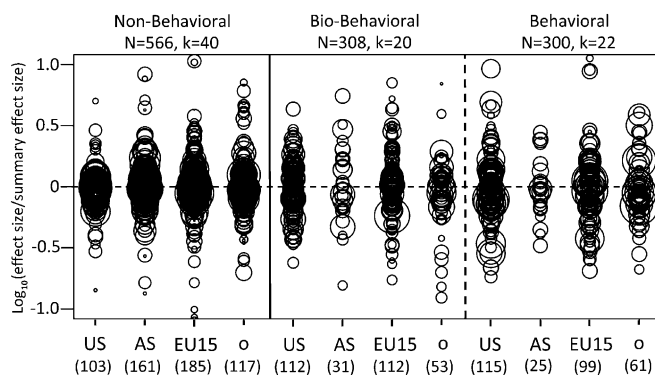 Non-Behavioral Bio-Behavioral Behavioral
N=566, k=40 N=308, k=20 N=300, k=22
Log10(effect size/summary effect size)
1.0
0.5
0
-0.5
-1.0
US AS EU15 o US AS EU15 o US AS EU15 o
(103) (161) (185) (117) (112) (31) (112) (53) (115) (25) (99) (61)